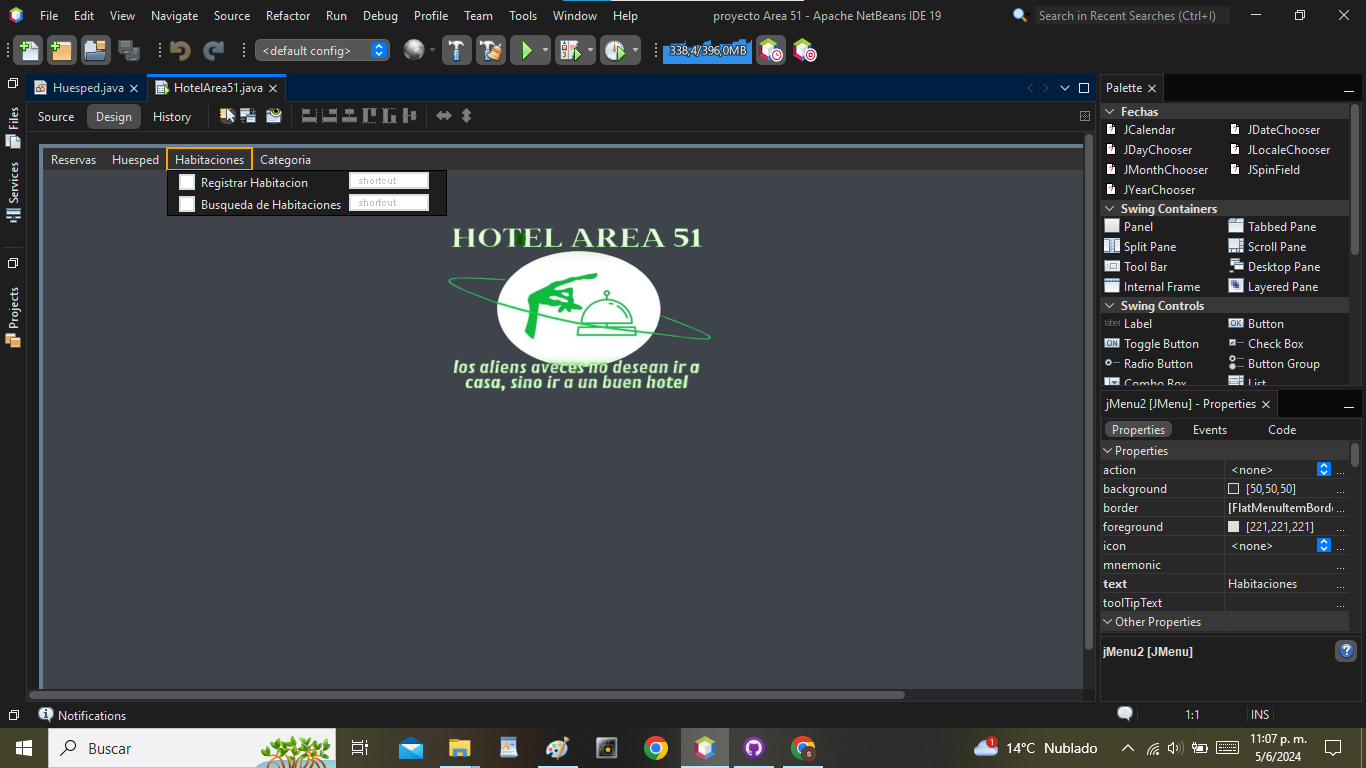 File Edit View Navigate Source Refactor Run Debug Profile Team Tools Window Help proyecto Area 51 - Apache NetBeans IDE 19 Search in Recent Searches (Ctrl+I)
<default config> 338,4/396,0MB
Huesped.java HotelArea51.java
Source Design History
Files
Services
Projects
Reservas Huesped Habitaciones Categoria
Registrar Habitacion shortcut
Busqueda de Habitaciones shortcut
HOTEL AREA 51
los aliens aveces no desean ir a
casa, sino ir a un buen hotel
Palette
Fechas
JCalendar JDateChooser
JDayChooser JLocaleChooser
JMonthChooser JSpinField
JYearChooser
Swing Containers
Panel Tabbed Pane
Split Pane Scroll Pane
Tool Bar Desktop Pane
Internal Frame Layered Pane
Swing Controls
label Label OK Button
ON Toggle Button Check Box
Radio Button Button Group
Combo Box List
jMenu2 [JMenu] - Properties
Properties Events Code
Properties
action <none> ...
background [50,50,50] ...
border [FlatMenuItemBorde ...
foreground [221,221,221] ...
icon <none> ...
mnemonic ...
text Habitaciones ...
toolTipText ...
Other Properties
jMenu2 [JMenu]
Notifications 1:1 INS
Buscar 1 14°C Nublado 11:07 p. m.
5/6/2024